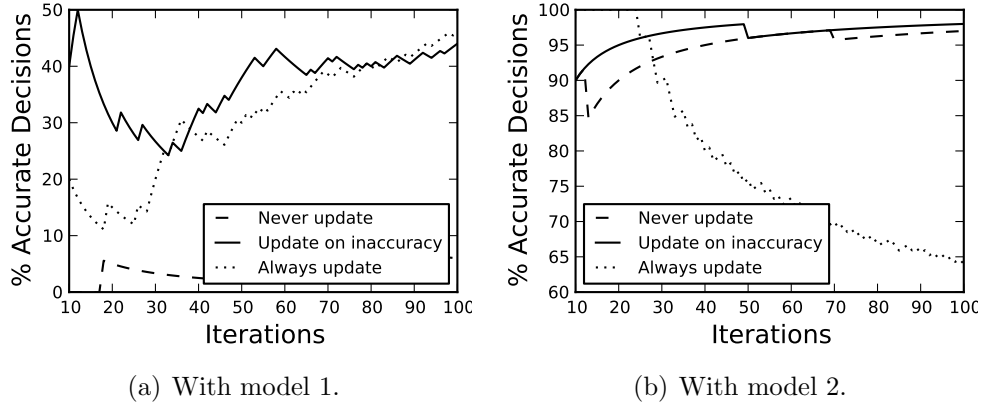 50
40
30
20
10
0
% Accurate Decisions
10 20 30 40 50 60 70 80 90 100
Iterations
Never update
Update on inaccuracy
Always update
(a) With model 1.
100
95
90
85
80
75
70
65
60
% Accurate Decisions
10 20 30 40 50 60 70 80 90 100
Iterations
Never update
Update on inaccuracy
Always update
(b) With model 2.